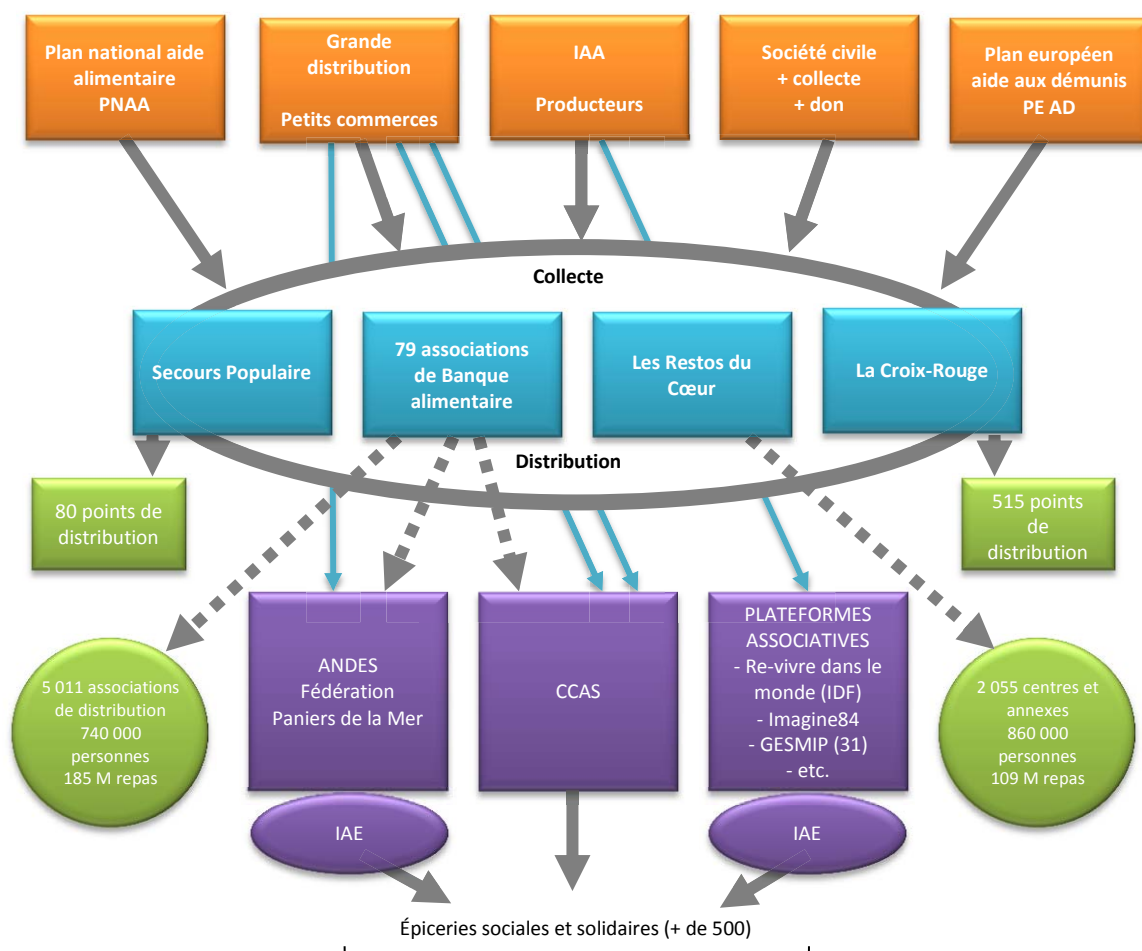 Plan national aide
alimentaire
PNAA
Grande
distribution
Petits commerces
IAA
Producteurs
Société civile
+ collecte
+ don
Plan européen
aide aux démunis
PE AD
Collecte
Secours Populaire
79 associations
de Banque
alimentaire
Les Restos du
Cœur
La Croix-Rouge
Distribution
80 points de
distribution
515 points
de
distribution
5 011 associations
de distribution
740 000
personnes
185 M repas
ANDES
Fédération
Paniers de la Mer
CCAS
PLATEFORMES
ASSOCIATIVES
- Re-vivre dans le
monde (IDF)
- Imagine84
- GESMIP (31)
- etc.
2 055 centres et
annexes
860 000
personnes
109 M repas
IAE
IAE
Épiceries sociales et solidaires (+ de 500)